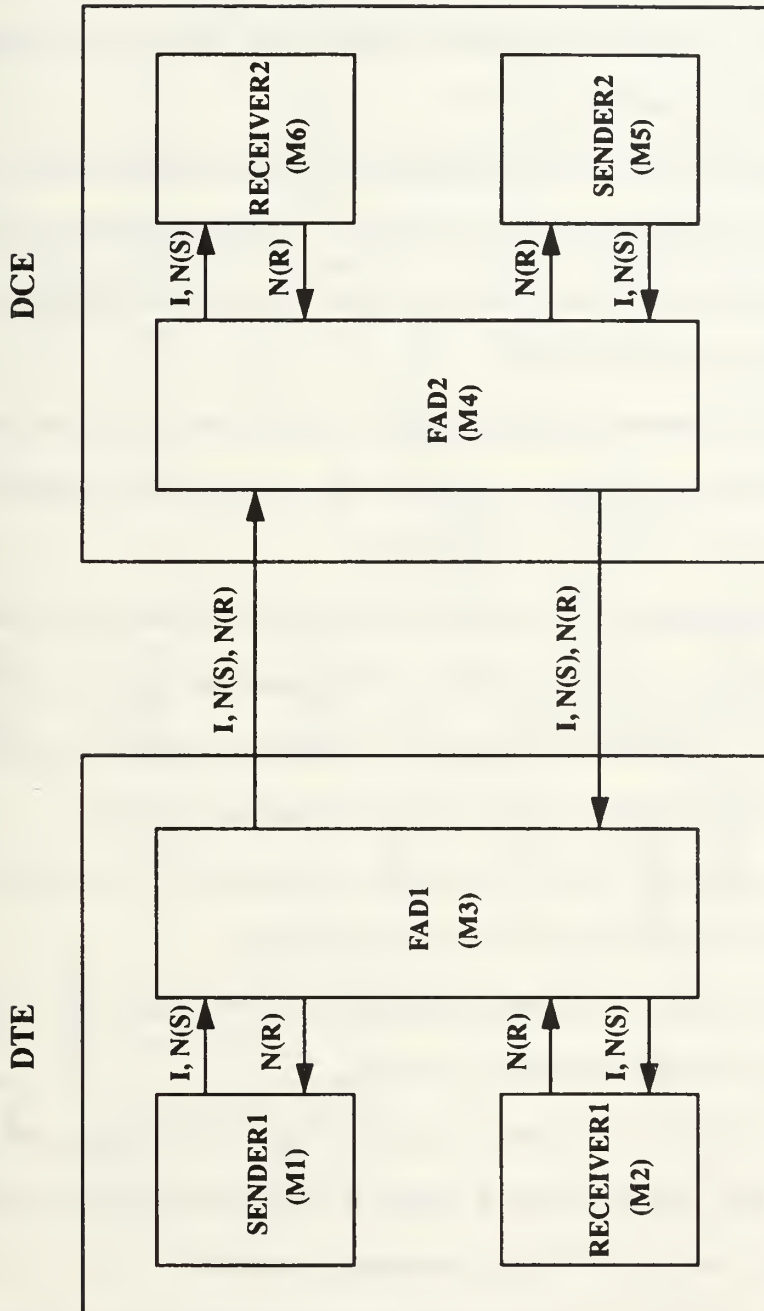 DTE
DCE
SENDER1
(M1)
I, N(S)
N(R)
RECEIVER1
(M2)
N(R)
I, N(S)
FAD1
(M3)
I, N(S), N(R)
I, N(S), N(R)
FAD2
(M4)
I, N(S)
N(R)
RECEIVER2
(M6)
N(R)
I, N(S)
SENDER2
(M5)